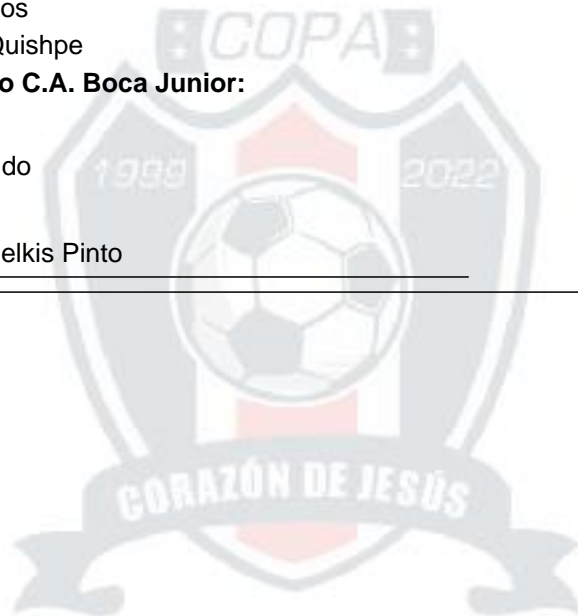 os
Quishpe
o C.A. Boca Junior:
do
elkis Pinto
COPA
1999 2022
CORAZÓN DE JESÚS